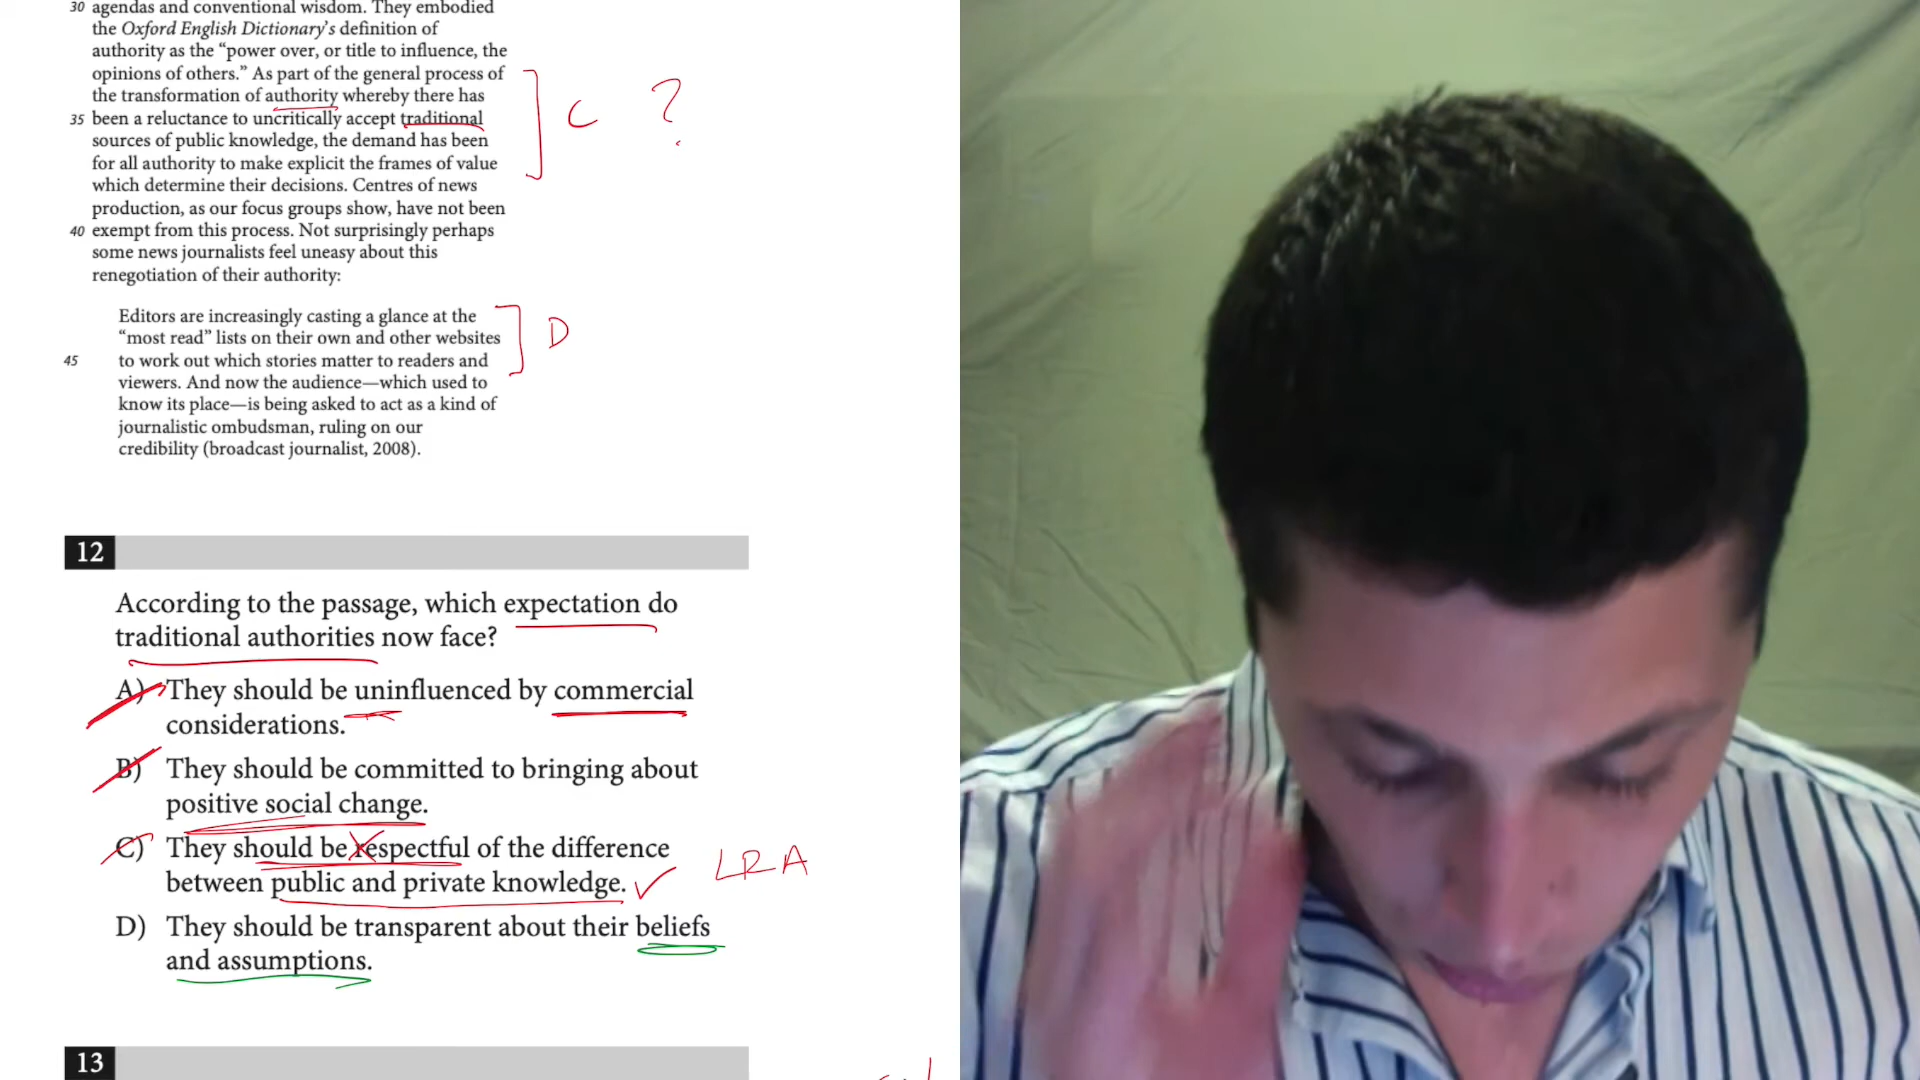 30 agendas and conventional wisdom. They embodied
the Oxford English Dictionary's definition of
authority as the “power over, or title to influence, the
opinions of others.” As part of the general process of
the transformation of authority whereby there has
35 been a reluctance to uncritically accept traditional
sources of public knowledge, the demand has been
for all authority to make explicit the frames of value
which determine their decisions. Centres of news
production, as our focus groups show, have not been
40 exempt from this process. Not surprisingly perhaps
some news journalists feel uneasy about this
renegotiation of their authority:
C ?
Editors are increasingly casting a glance at the
“most read” lists on their own and other websites
45 to work out which stories matter to readers and
viewers. And now the audience—which used to
know its place—is being asked to act as a kind of
journalistic ombudsman, ruling on our
credibility (broadcast journalist, 2008).
D
12
According to the passage, which expectation do
traditional authorities now face?
A) They should be uninfluenced by commercial
considerations.
B) They should be committed to bringing about
positive social change.
C) They should be respectful of the difference
between public and private knowledge.
LRA
D) They should be transparent about their beliefs
and assumptions.
13